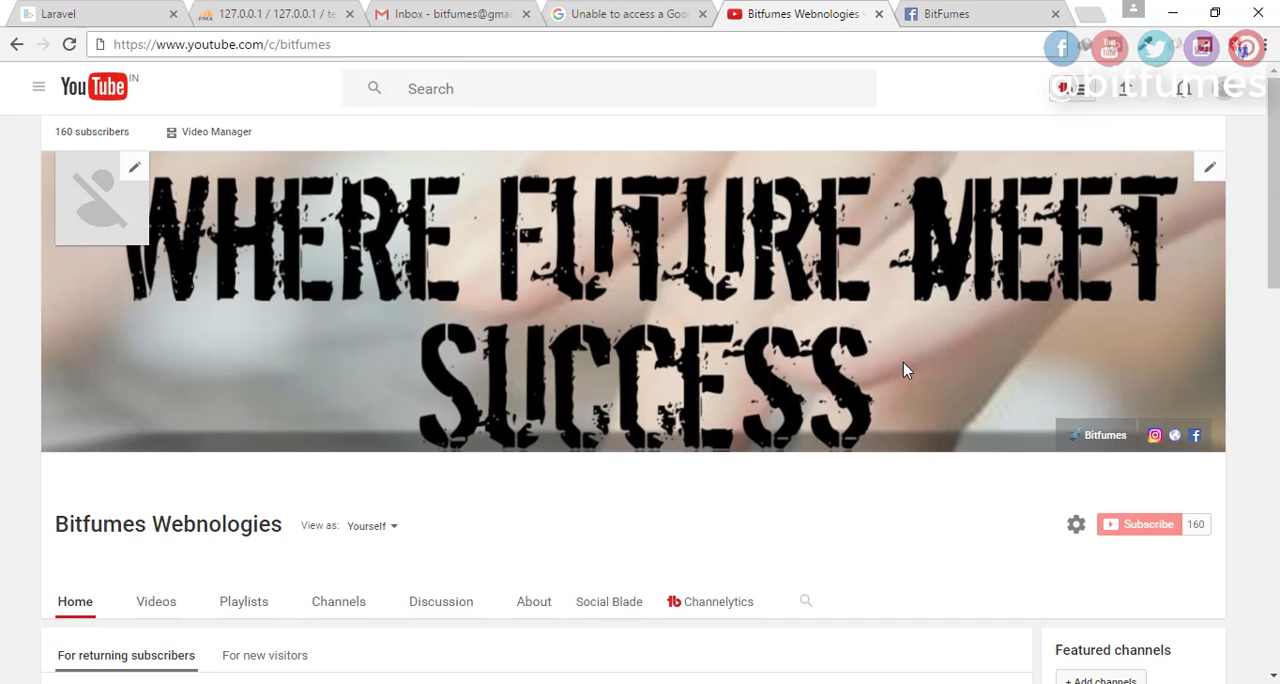 Laravel
127.0.0.1 / 127.0.0.1 / te
Inbox - bitfumes@gma
Unable to access a Goo
Bitfumes Webnologies -
BitFumes
https://www.youtube.com/c/bitfumes
YouTube IN
Search
@bitfumes
160 subscribers
Video Manager
WHERE FUTURE MEET
SUCCESS
Bitfumes
Bitfumes Webnologies
View as: Yourself
Subscribe 160
Home Videos Playlists Channels Discussion About Social Blade Channelytics
For returning subscribers For new visitors
Featured channels
+ Add channels